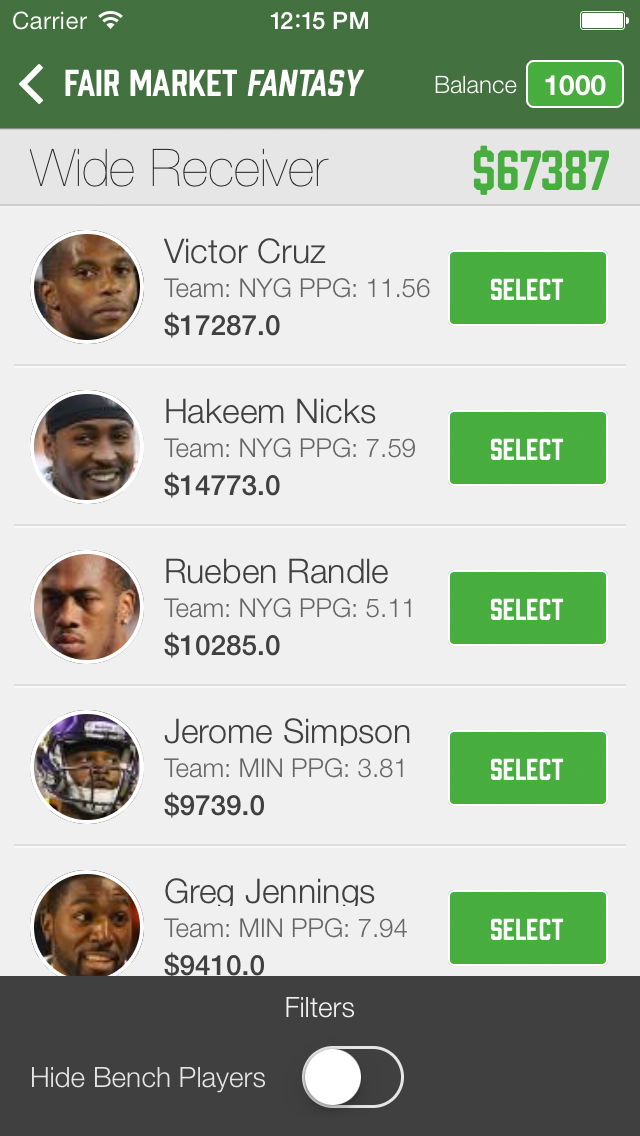 Carrier 12:15 PM
FAIR MARKET FANTASY Balance 1000
Wide Receiver $67387
Victor Cruz
Team: NYG PPG: 11.56
$17287.0
SELECT
Hakeem Nicks
Team: NYG PPG: 7.59
$14773.0
SELECT
Rueben Randle
Team: NYG PPG: 5.11
$10285.0
SELECT
Jerome Simpson
Team: MIN PPG: 3.81
$9739.0
SELECT
Greg Jennings
Team: MIN PPG: 7.94
$9410.0
SELECT
Filters
Hide Bench Players